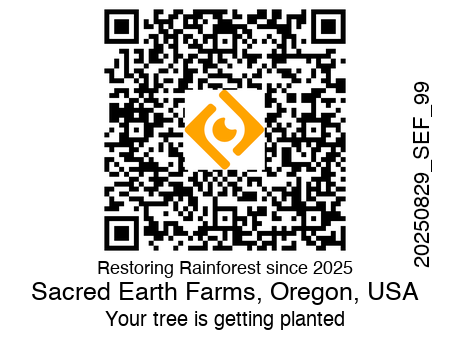 Restoring Rainforest since 2025
Sacred Earth Farms, Oregon, USA
Your tree is getting planted
20250829_SEF_99